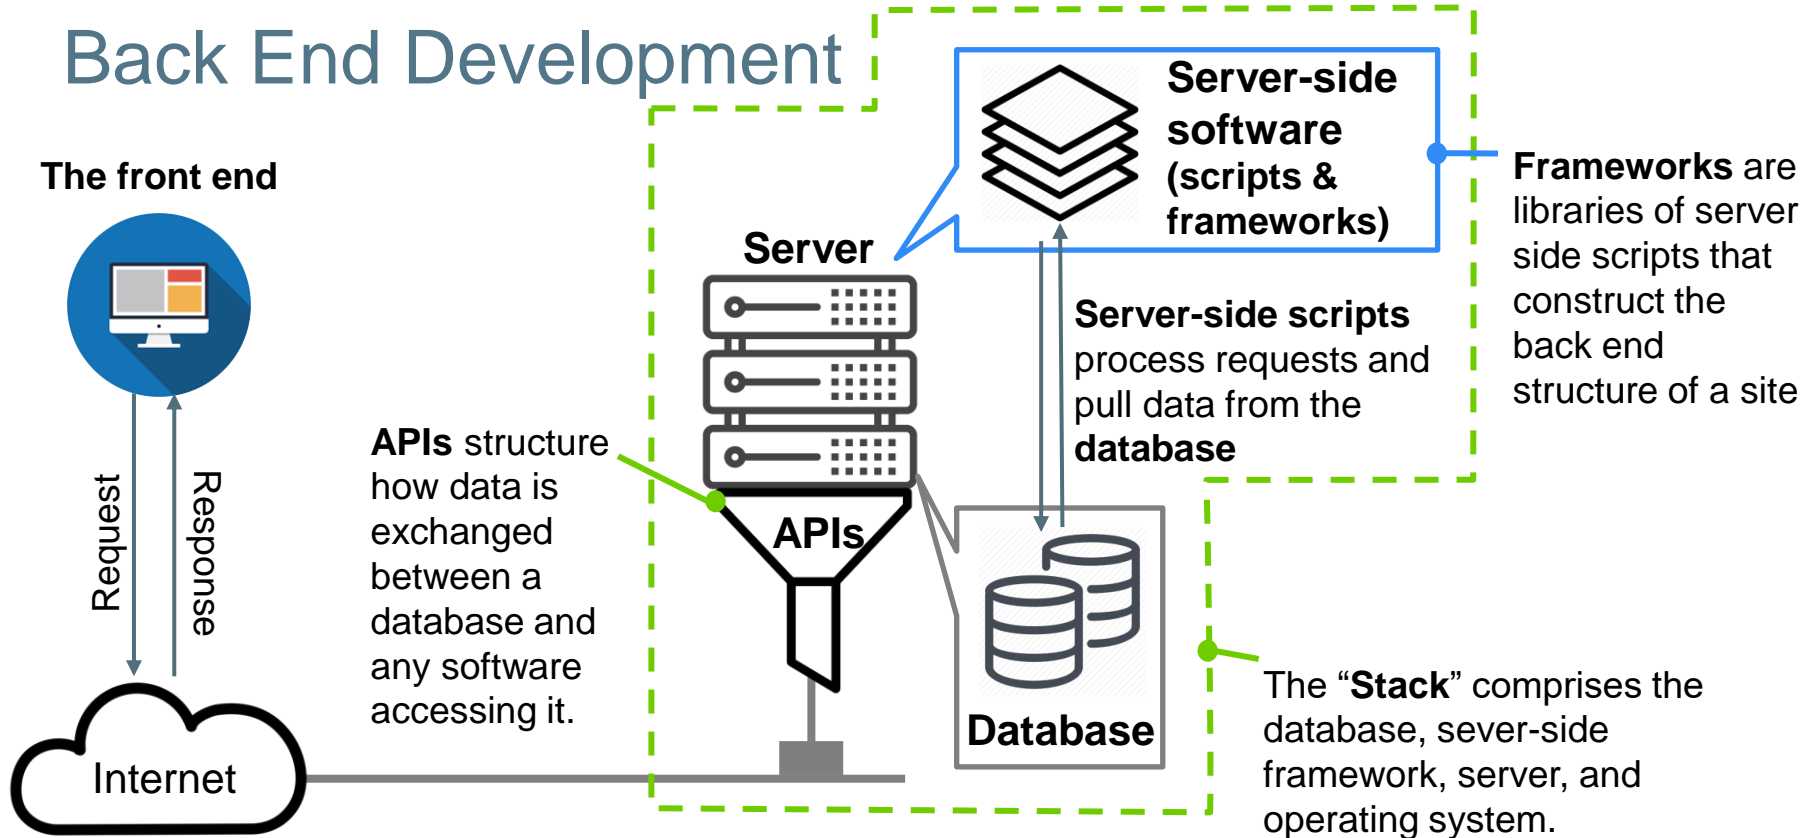 Back End Development
The front end
Request
Response
Internet
APIs structure
how data is
exchanged
between a
database and
any software
accessing it.
Server
APIs
Server-side
software
(scripts &
frameworks)
Server-side scripts
process requests and
pull data from the
database
Database
Frameworks are
libraries of server
side scripts that
construct the
back end
structure of a site
The “Stack” comprises the
database, sever-side
framework, server, and
operating system.